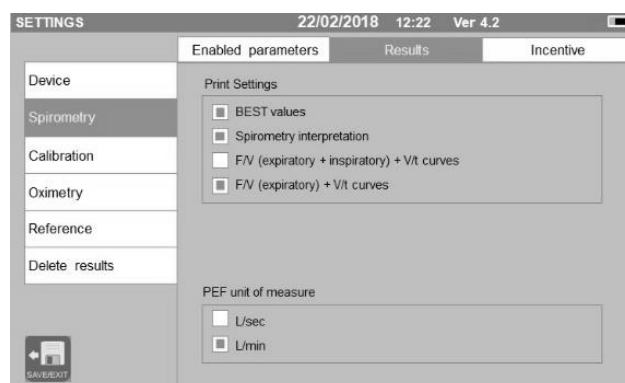 SETTINGS 22/02/2018 12:22 Ver 4.2
Enabled parameters Results Incentive
Device
Spirometry
Calibration
Oximetry
Reference
Delete results
Print Settings
BEST values
Spirometry interpretation
F/V (expiratory + inspiratory) + V/t curves
F/V (expiratory) + V/t curves
PEF unit of measure
L/sec
L/min
SAVE/EXIT